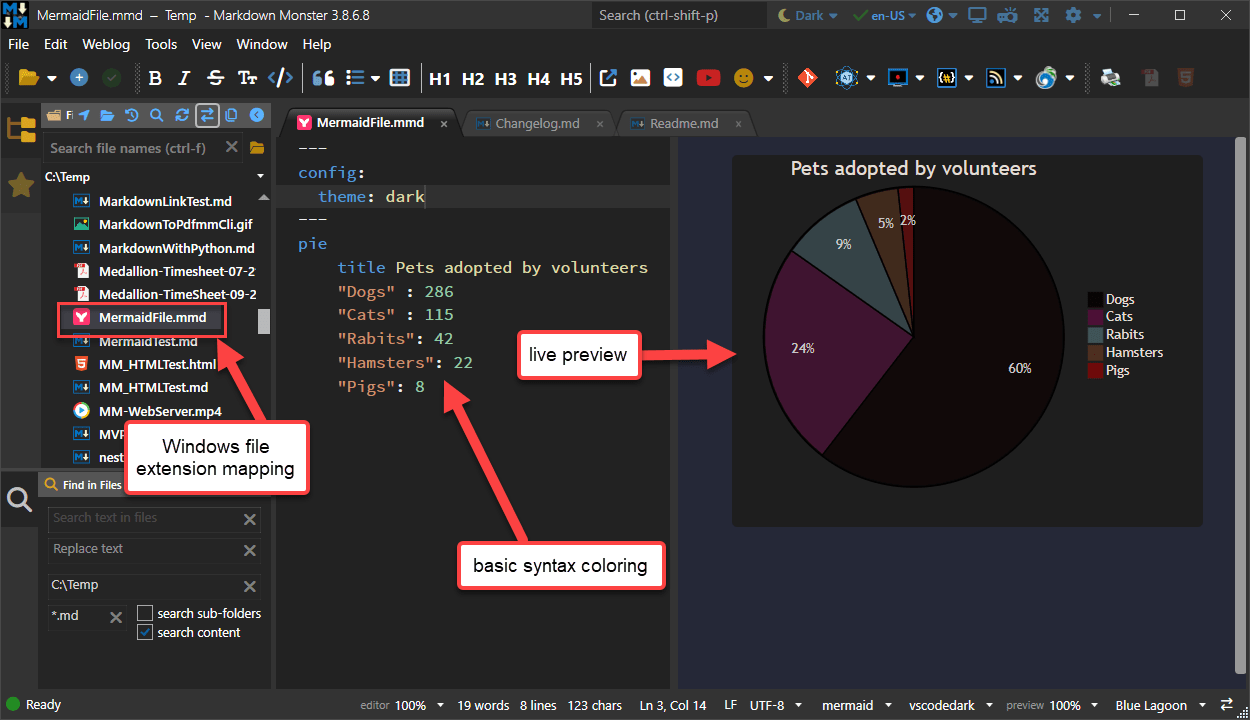 MermaidFile.mmd – Temp - Markdown Monster 3.8.6.8
Search (ctrl-shift-p)
Dark
en-US
File Edit Weblog Tools View Window Help
B I S TT </> H1 H2 H3 H4 H5
Search file names (ctrl-f)
C:\Temp
MarkdownLinkTest.md
MarkdownToPdfmmCli.gif
MarkdownWithPython.md
Medallion-Timesheet-07-2
Medallion-TimeSheet-09-2
MermaidFile.mmd
MermaidTest.md
MM_HTMLTest.html
MM_HTMLTest.md
MM-WebServer.mp4
MVP
nest
Windows file
extension mapping
Find in Files
Search text in files
Replace text
C:\Temp
*.md
search sub-folders
search content
MermaidFile.mmd
Changelog.md
Readme.md
---
config:
theme: dark
---
pie
title Pets adopted by volunteers
"Dogs" : 286
"Cats" : 115
"Rabits": 42
"Hamsters": 22
"Pigs": 8
live preview
basic syntax coloring
Pets adopted by volunteers
2%
5%
9%
24%
60%
Dogs
Cats
Rabits
Hamsters
Pigs
Ready
editor 100% 19 words 8 lines 123 chars Ln 3, Col 14 LF UTF-8 mermaid vscodedark preview 100% Blue Lagoon